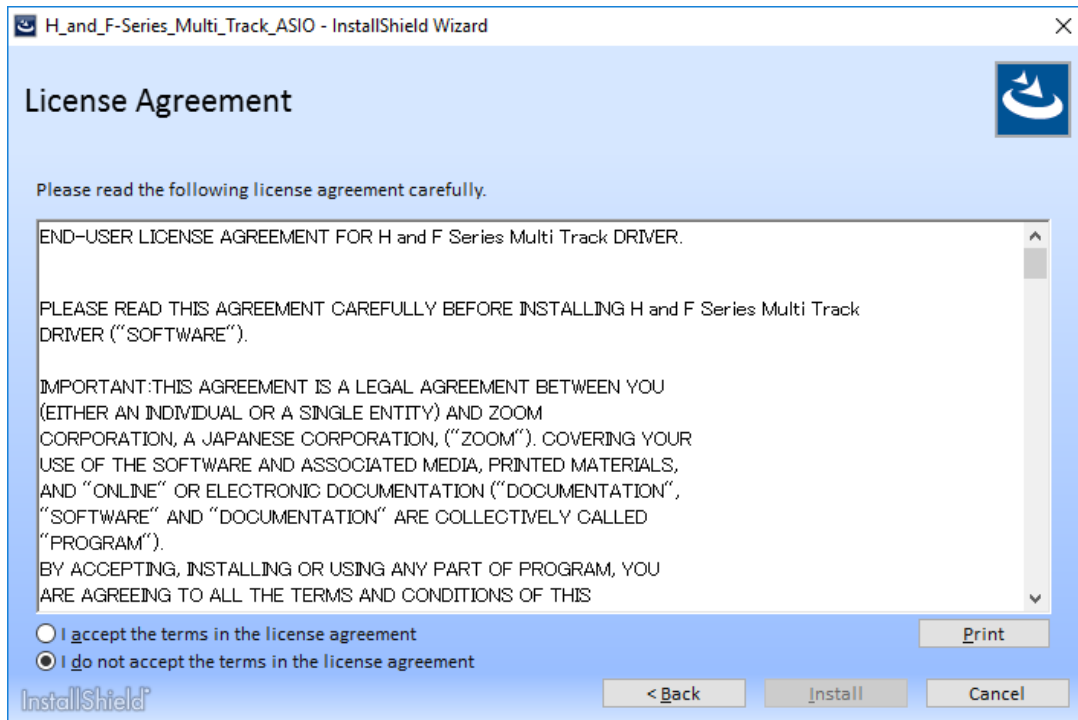 H_and_F-Series_Multi_Track_ASIO - InstallShield Wizard
License Agreement
Please read the following license agreement carefully.
END-USER LICENSE AGREEMENT FOR H and F Series Multi Track DRIVER.
PLEASE READ THIS AGREEMENT CAREFULLY BEFORE INSTALLING H and F Series Multi Track
DRIVER ("SOFTWARE").
IMPORTANT:THIS AGREEMENT IS A LEGAL AGREEMENT BETWEEN YOU
(EITHER AN INDIVIDUAL OR A SINGLE ENTITY) AND ZOOM
CORPORATION, A JAPANESE CORPORATION, ("ZOOM"). COVERING YOUR
USE OF THE SOFTWARE AND ASSOCIATED MEDIA, PRINTED MATERIALS,
AND "ONLINE" OR ELECTRONIC DOCUMENTATION ("DOCUMENTATION",
"SOFTWARE" AND "DOCUMENTATION" ARE COLLECTIVELY CALLED
"PROGRAM").
BY ACCEPTING, INSTALLING OR USING ANY PART OF PROGRAM, YOU
ARE AGREEING TO ALL THE TERMS AND CONDITIONS OF THIS
I accept the terms in the license agreement
Print
I do not accept the terms in the license agreement
InstallShield
< Back
Install
Cancel